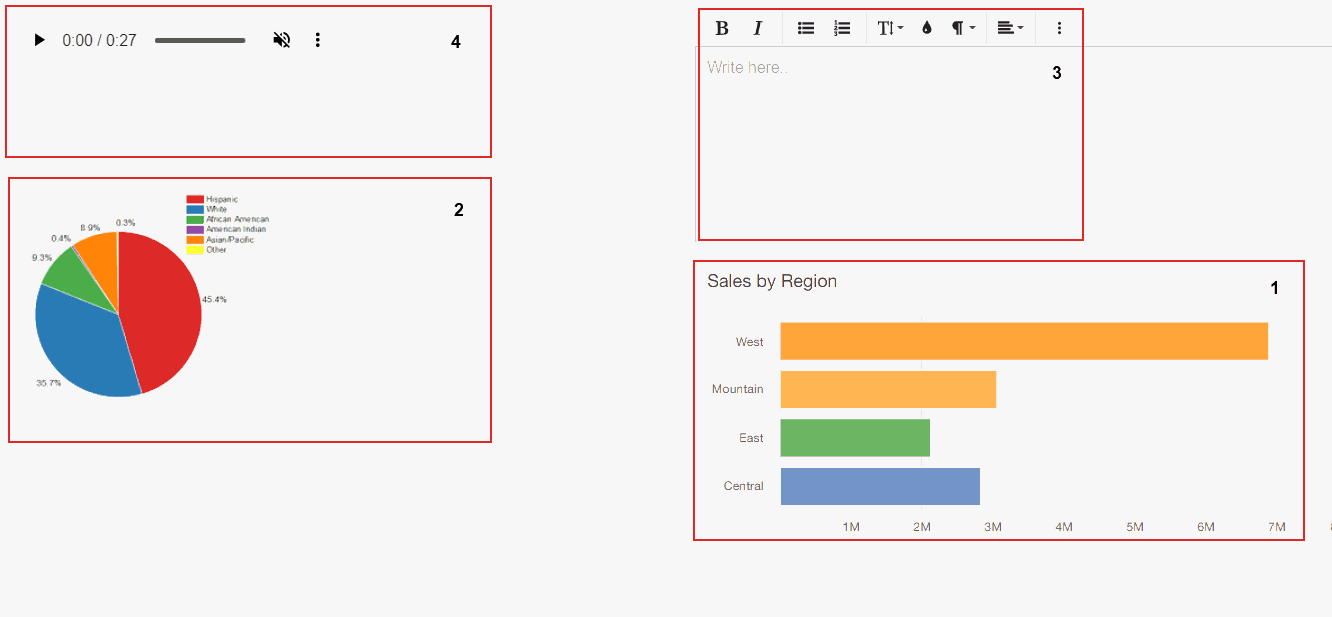 0:00 / 0:27
4
B I
Write here..
3
2
Hispanic
White
African American
American Indian
Asian/Pacific
Other
0.3%
8.9%
0.4%
9.3%
45.4%
35.7%
Sales by Region
1
West
Mountain
East
Central
1M 2M 3M 4M 5M 6M 7M